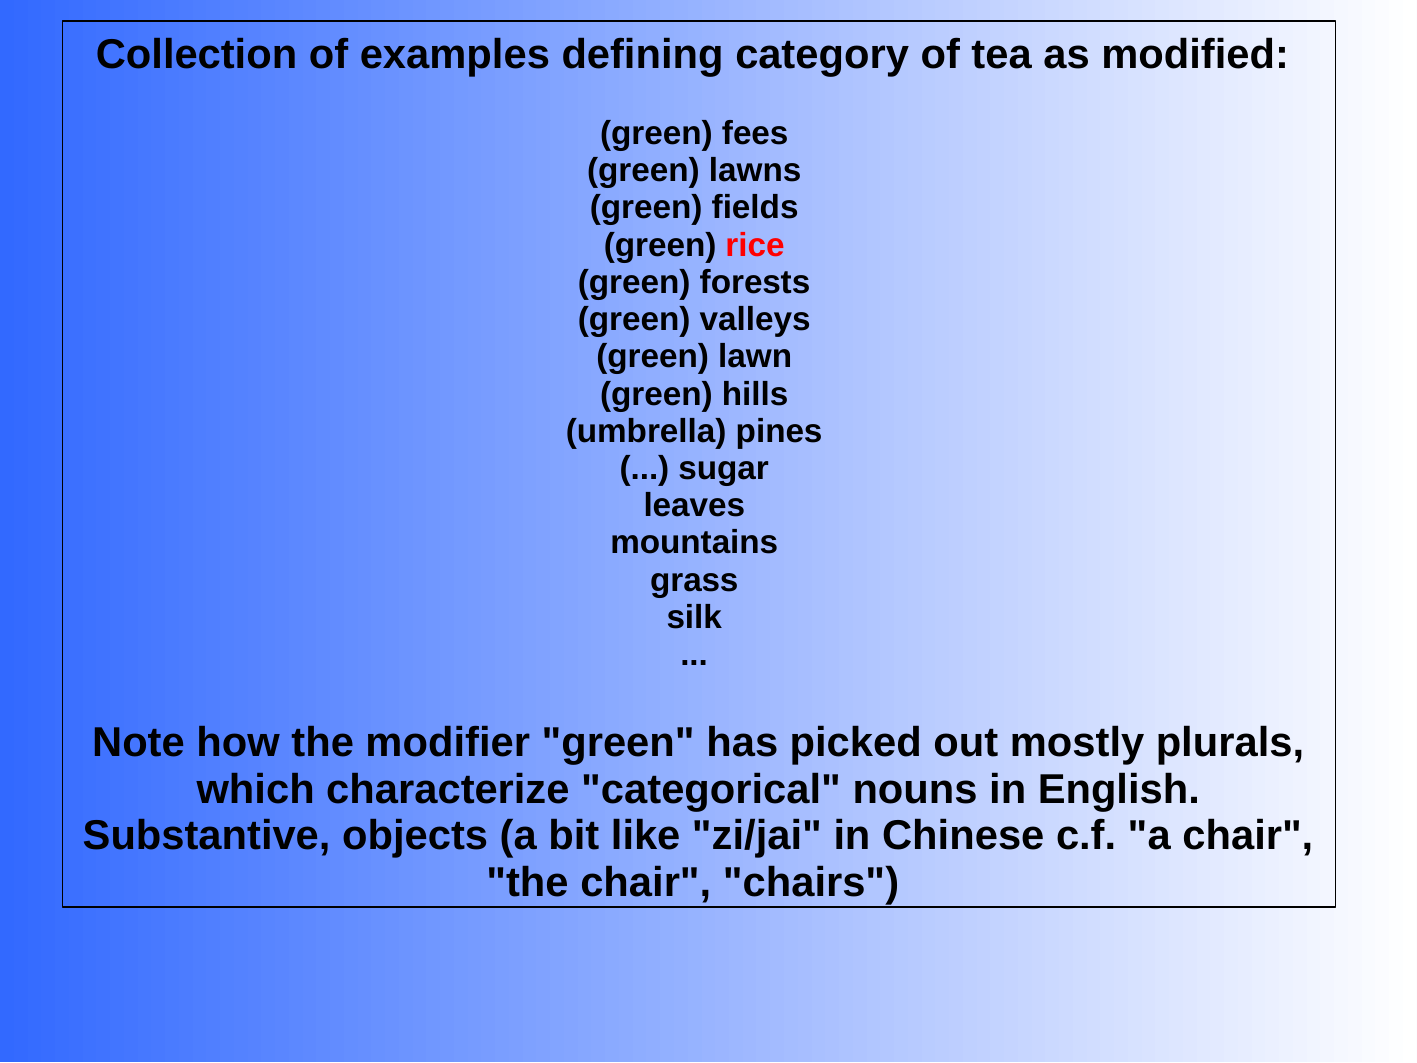 Collection of examples defining category of tea as modified:
(green) fees
(green) lawns
(green) fields
(green) rice
(green) forests
(green) valleys
(green) lawn
(green) hills
(umbrella) pines
(...) sugar
leaves
mountains
grass
silk
...
Note how the modifier "green" has picked out mostly plurals,
which characterize "categorical" nouns in English.
Substantive, objects (a bit like "zi/jai" in Chinese c.f. "a chair",
"the chair", "chairs")